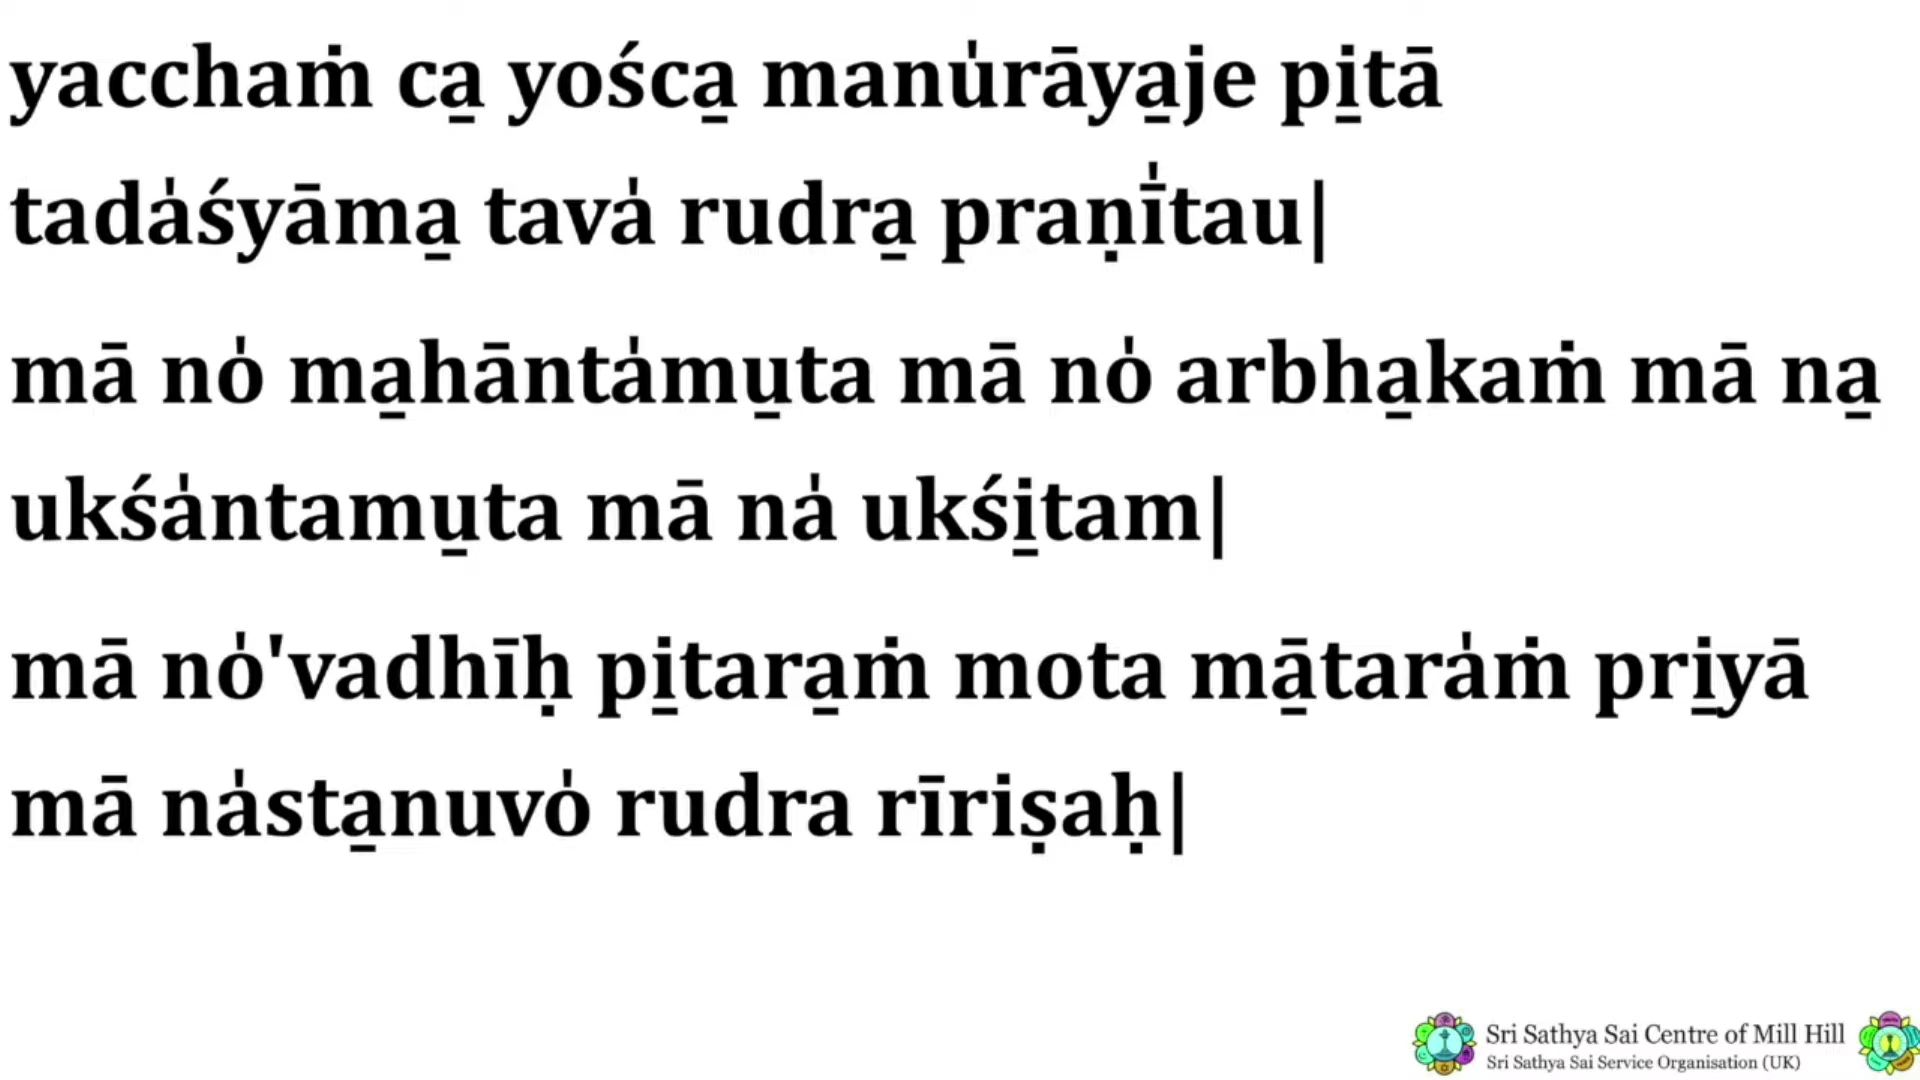 yacchaṁ ca̱ yośca̱ manu̍rāya̱je pi̱tā
tada̍śyāma̱ tava̍ rudra̱ praṇī̍tau|
mā no̍ ma̱hānta̍mu̱ta mā no̍ arbha̱kaṁ mā na̱
ukśa̍ntamu̱ta mā na̍ ukśi̱tam|
mā no̍'vadhīḥ pi̱tara̱ṁ mota mā̱tara̍ṁ pri̱yā
mā na̍sta̱nuvo̍ rudra rīriṣaḥ|
Sri Sathya Sai Centre of Mill Hill
Sri Sathya Sai Service Organisation (UK)